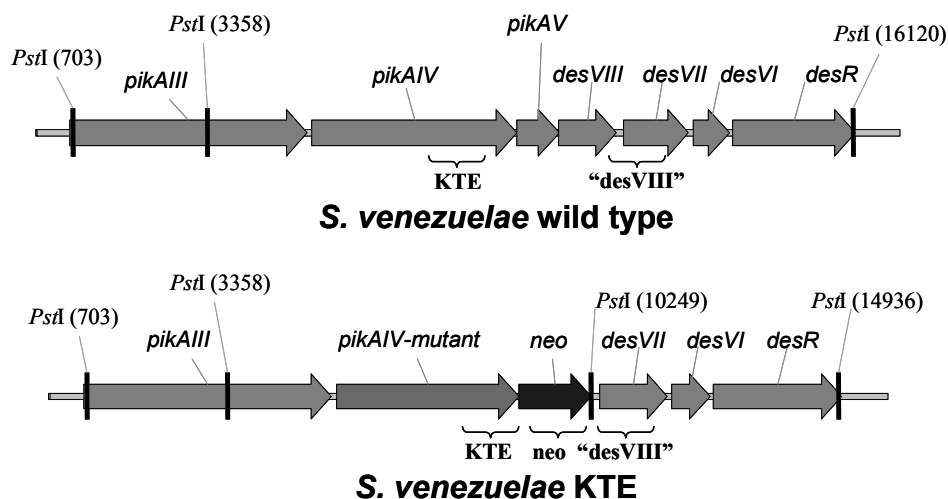 pikAV
PstI (3358)
PstI (16120)
PstI (703)
pikAIII
pikAIV
desVIII
desVII
desVI
desR
KTE
“desVIII”
S. venezuelae wild type
PstI (3358)
PstI (10249)
PstI (14936)
PstI (703)
pikAIII
pikAIV-mutant
neo
desVII
desVI
desR
KTE
neo
“desVIII”
S. venezuelae KTE